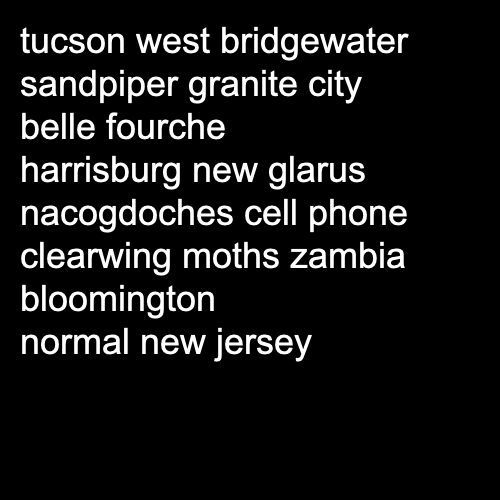 tucson west bridgewater
sandpiper granite city
belle fourche
harrisburg new glarus
nacogdoches cell phone
clearwing moths zambia
bloomington
normal new jersey